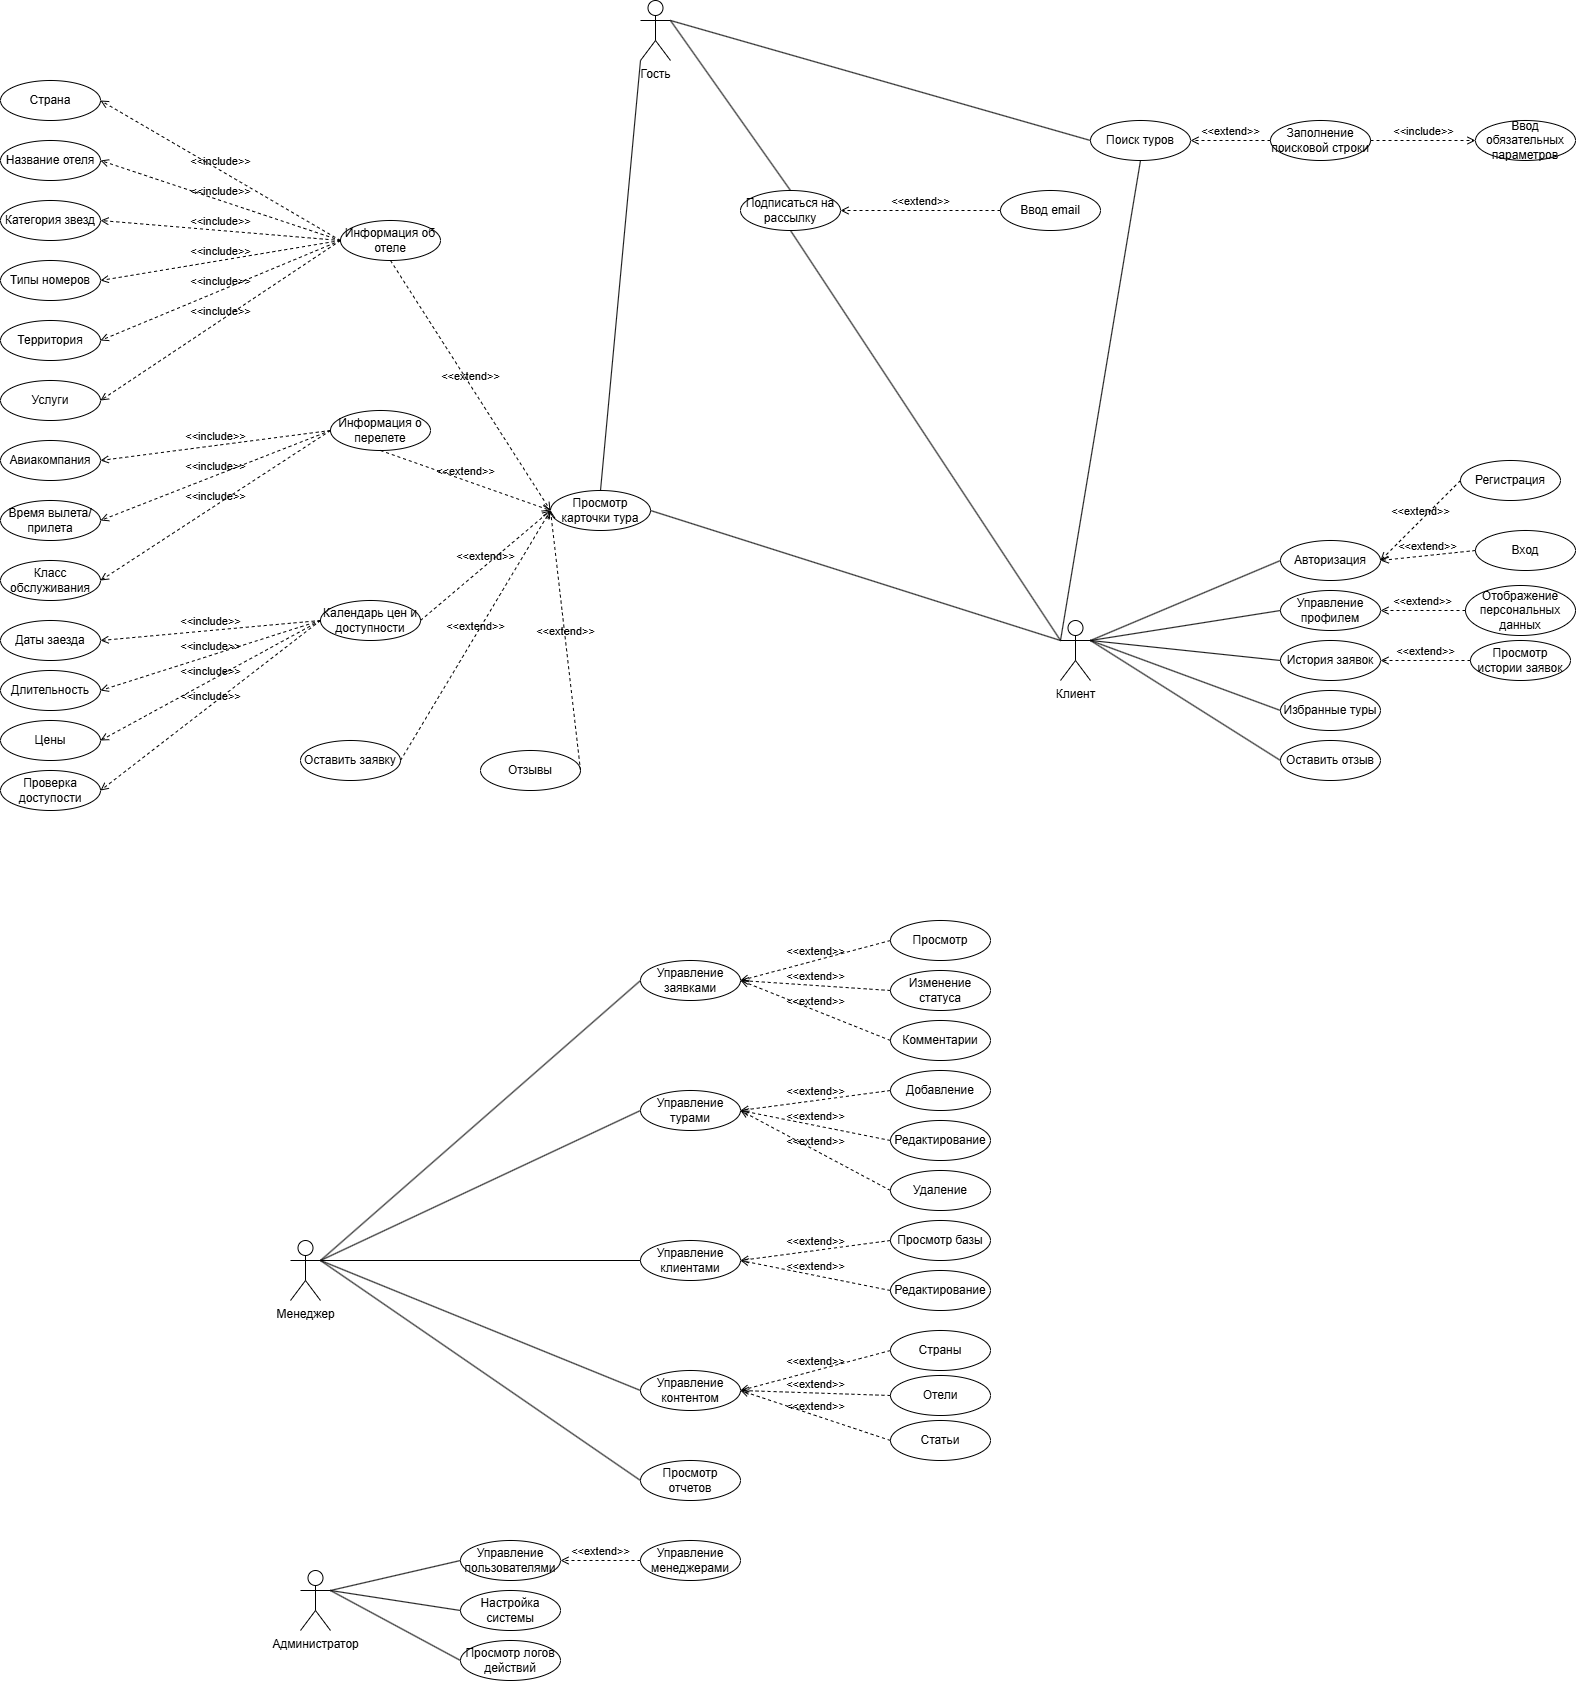 Гость
Страна
Название отеля
Категория звезд
Типы номеров
Территория
Услуги
<<include>>
<<include>>
<<include>>
<<include>>
<<include>>
<<include>>
Информация об
отеле
<<extend>>
Поиск туров
<<extend>>
Заполнение
поисковой строки
<<include>>
Ввод
обязательных
параметров
Подписаться на
рассылку
<<extend>>
Ввод email
Авиакомпания
Время вылета/
прилета
Класс
обслуживания
<<include>>
<<include>>
<<include>>
Информация о
перелете
<<extend>>
Просмотр
карточки тура
Даты заезда
Длительность
Цены
Проверка
доступости
<<include>>
<<include>>
<<include>>
<<include>>
Календарь цен и
доступности
<<extend>>
<<extend>>
<<extend>>
Оставить заявку
Отзывы
Клиент
Авторизация
<<extend>>
Регистрация
<<extend>>
Вход
Управление
профилем
<<extend>>
Отображение
персональных
данных
История заявок
<<extend>>
Просмотр
истории заявок
Избранные туры
Оставить отзыв
Менеджер
Управление
заявками
<<extend>>
<<extend>>
<<extend>>
Просмотр
Изменение
статуса
Комментарии
Управление
турами
<<extend>>
<<extend>>
<<extend>>
Добавление
Редактирование
Удаление
Управление
клиентами
<<extend>>
<<extend>>
Просмотр базы
Редактирование
Управление
контентом
<<extend>>
<<extend>>
<<extend>>
Страны
Отели
Статьи
Просмотр
отчетов
Администратор
Управление
пользователями
<<extend>>
Управление
менеджерами
Настройка
системы
Просмотр логов
действий